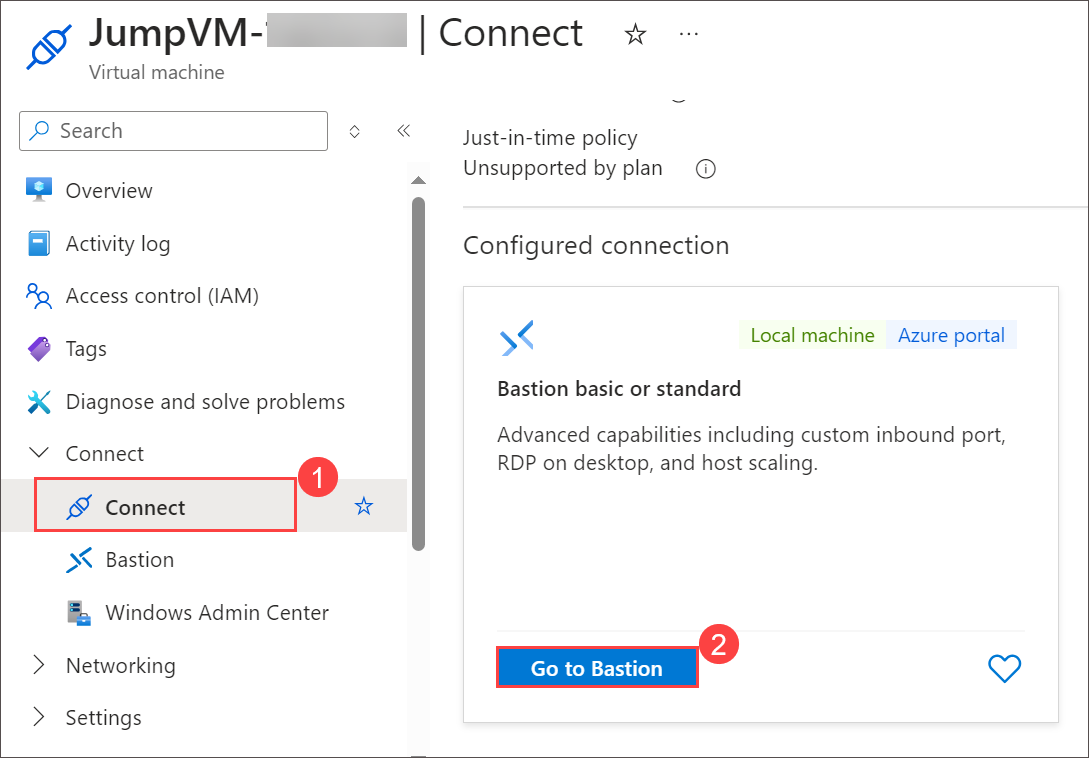 JumpVM- | Connect
Virtual machine
Search
Overview
Activity log
Access control (IAM)
Tags
Diagnose and solve problems
Connect
1
Connect
Bastion
Windows Admin Center
Networking
Settings
Just-in-time policy
Unsupported by plan
Configured connection
Local machine Azure portal
Bastion basic or standard
Advanced capabilities including custom inbound port,
RDP on desktop, and host scaling.
2
Go to Bastion